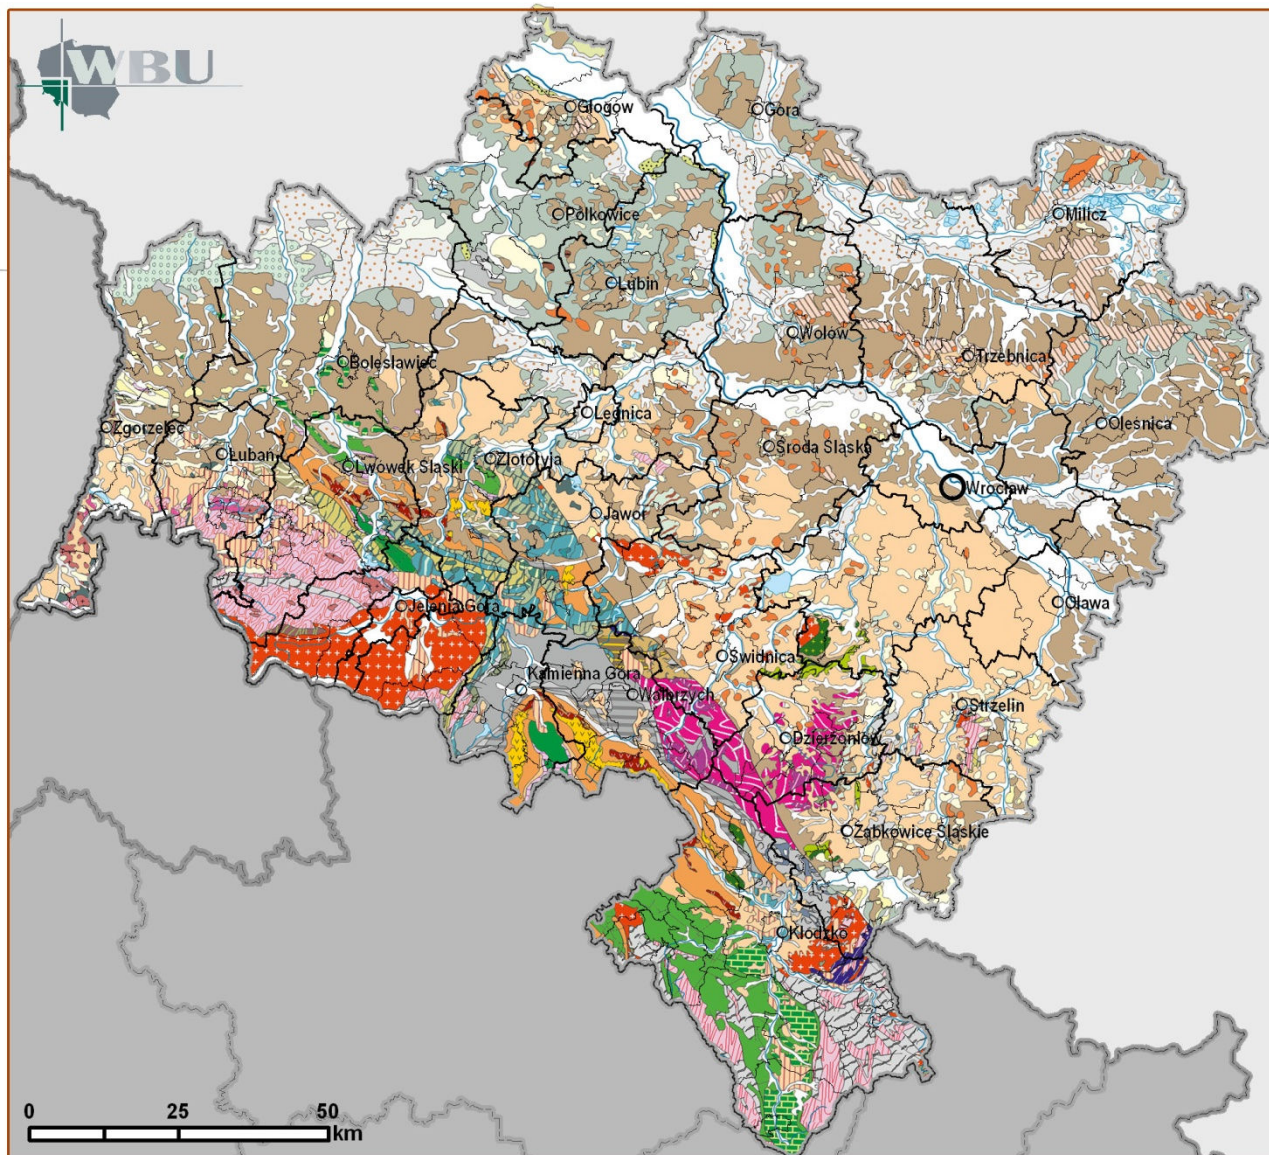 WBU
Głogów
Góra
Polkowice
Milicz
Lubin
Wołów
Trzebnica
Bolesławiec
Legnica
Oleśnica
Zgorzelec
Lubań
Lwówek Śląski
Złotoryja
Środa Śląska
Wrocław
Jawor
Jelenia Góra
Oława
Świdnica
Kamienna Góra
Wałbrzych
Strzelin
Dzierżoniów
Ząbkowice Śląskie
Kłodzko
0 25 50
km